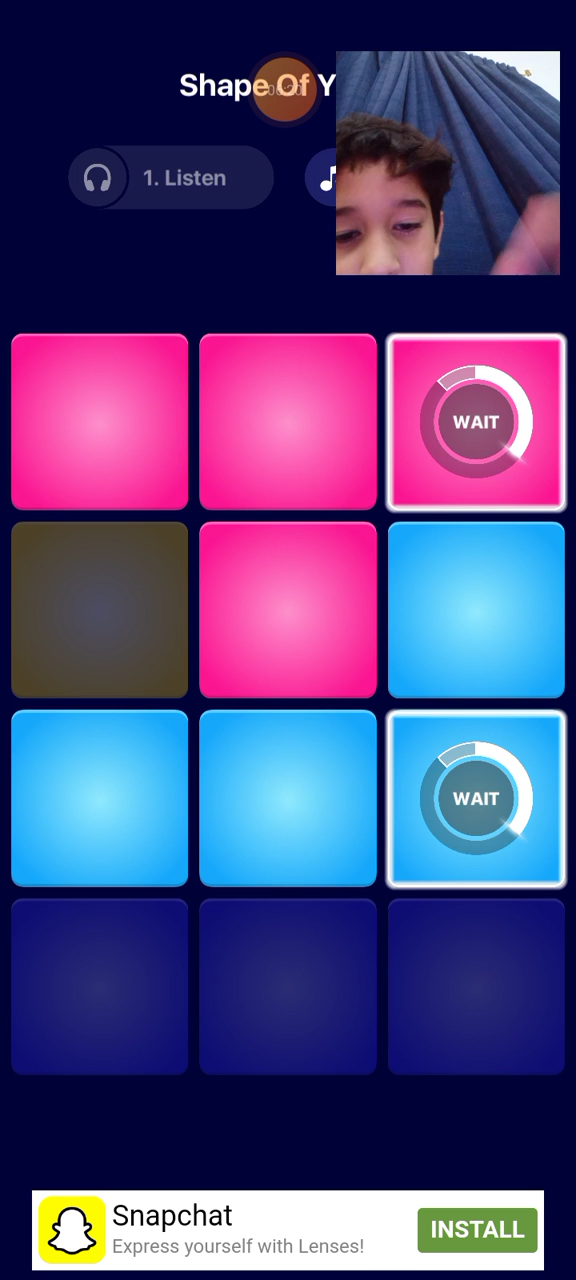 Shape Of Y
1. Listen
WAIT
WAIT
Snapchat
Express yourself with Lenses!
INSTALL